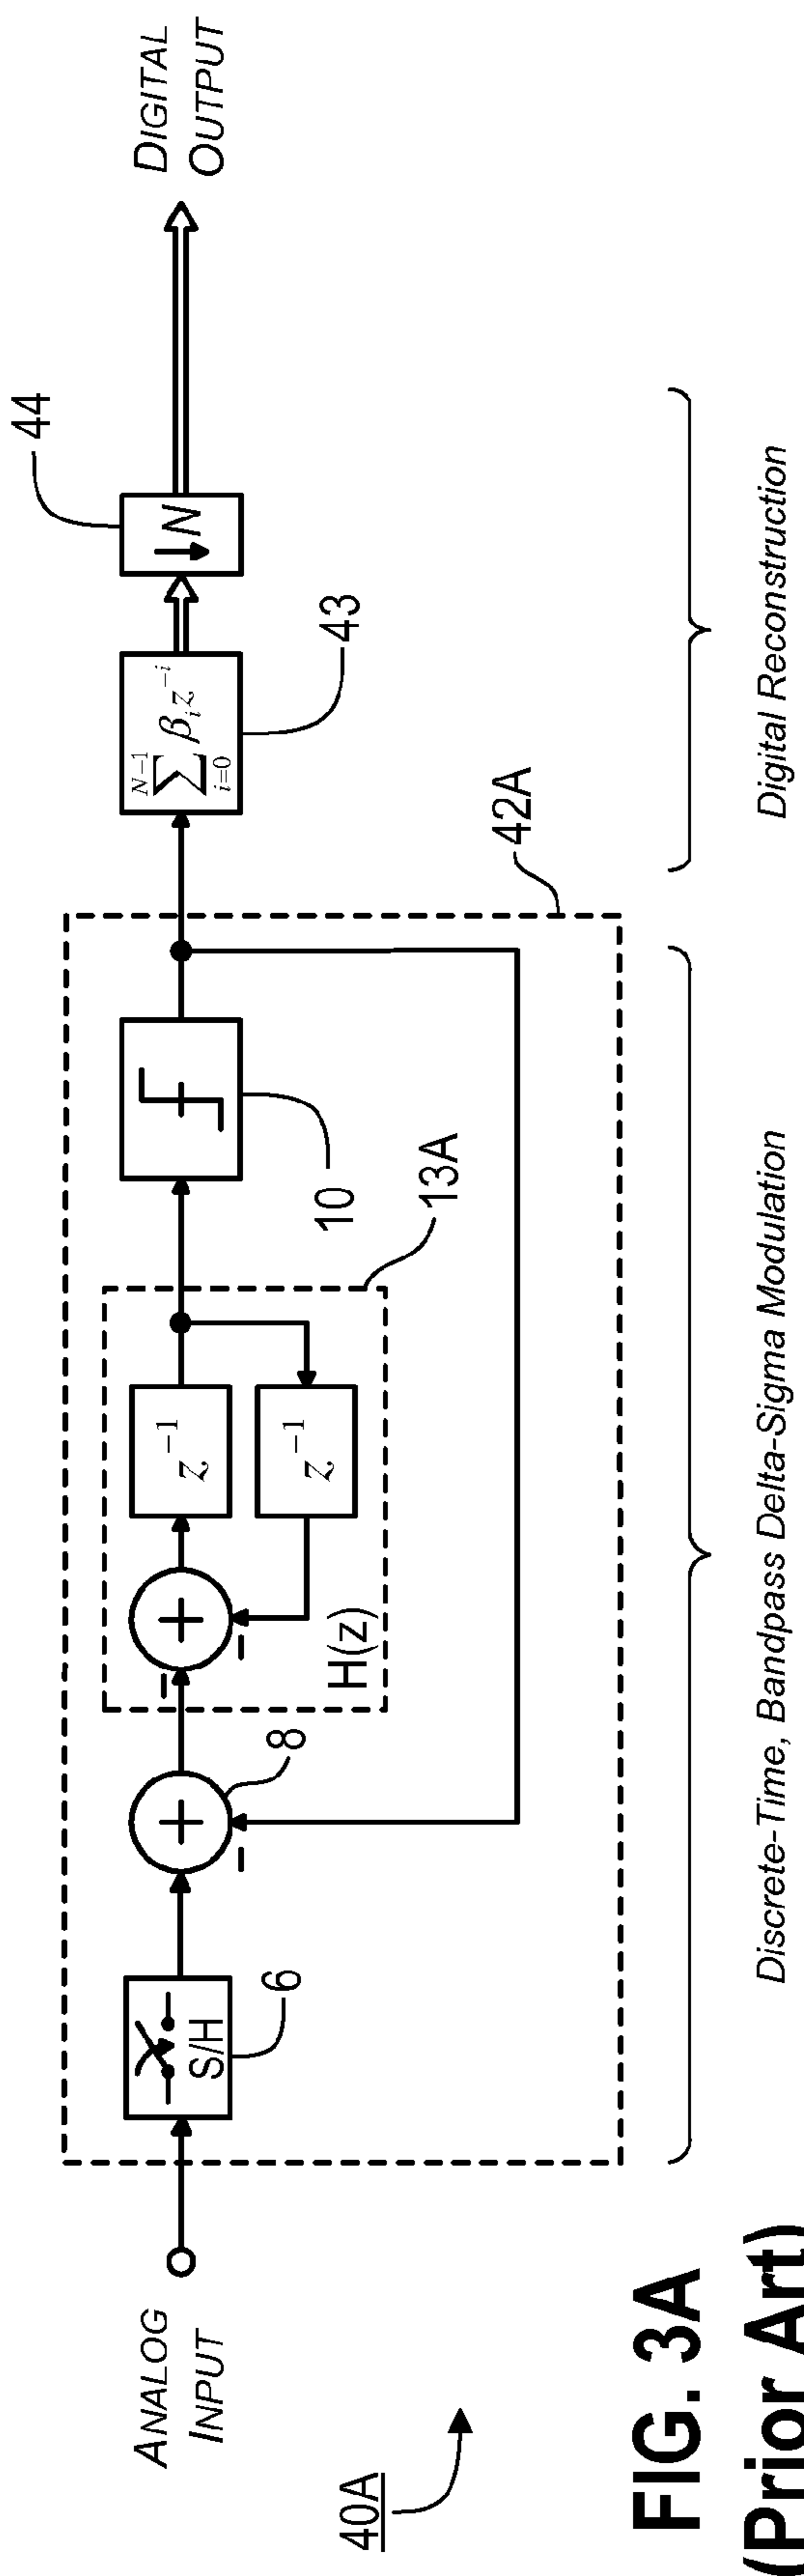 ANALOG
INPUT
S/H
6
8
H(z)
z⁻¹
z⁻¹
13A
10
42A
N−1
∑ βᵢ z⁻ⁱ
i=0
43
↓N
44
DIGITAL
OUTPUT
Discrete-Time, Bandpass Delta-Sigma Modulation
Digital Reconstruction
40A
FIG. 3A
(Prior Art)